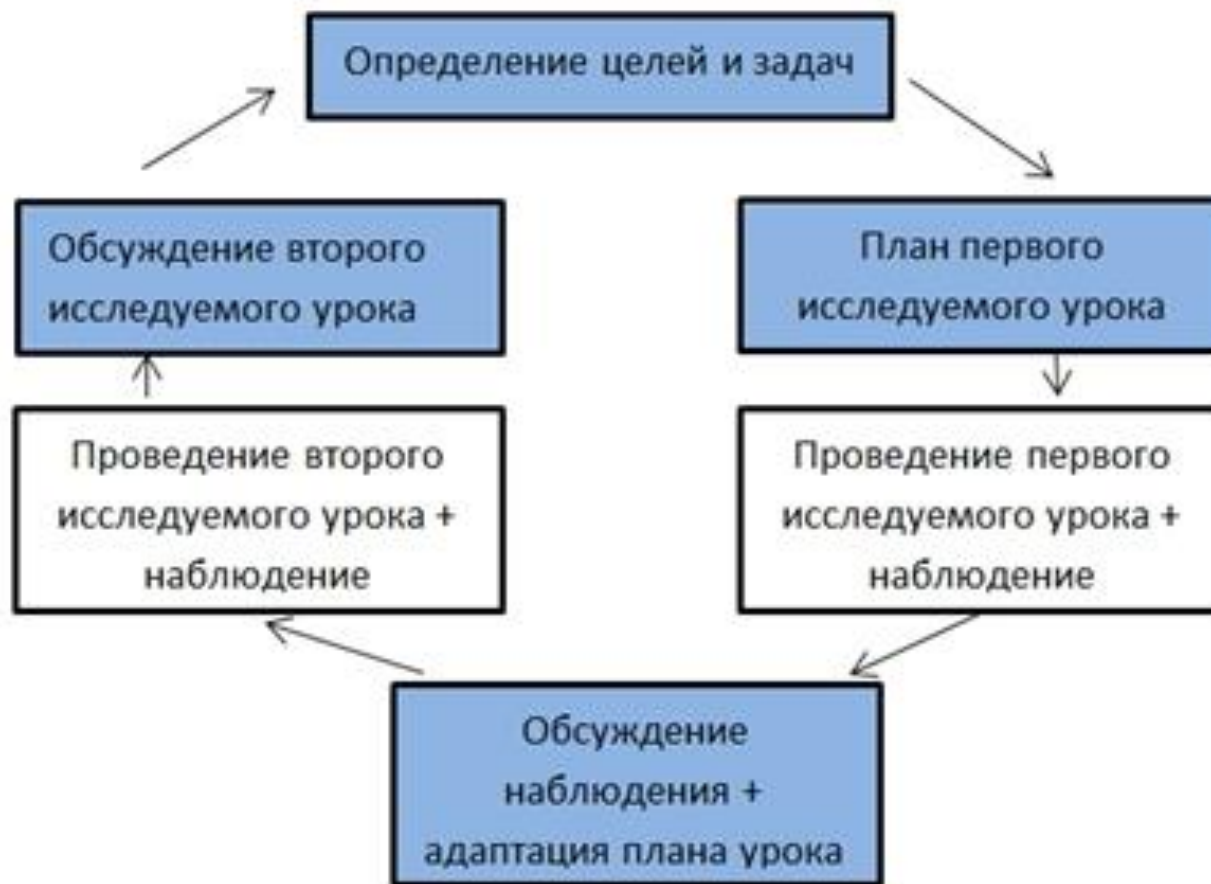 Определение целей и задач
План первого
исследуемого урока
Проведение первого
исследуемого урока +
наблюдение
Обсуждение
наблюдения +
адаптация плана урока
Проведение второго
исследуемого урока +
наблюдение
Обсуждение второго
исследуемого урока